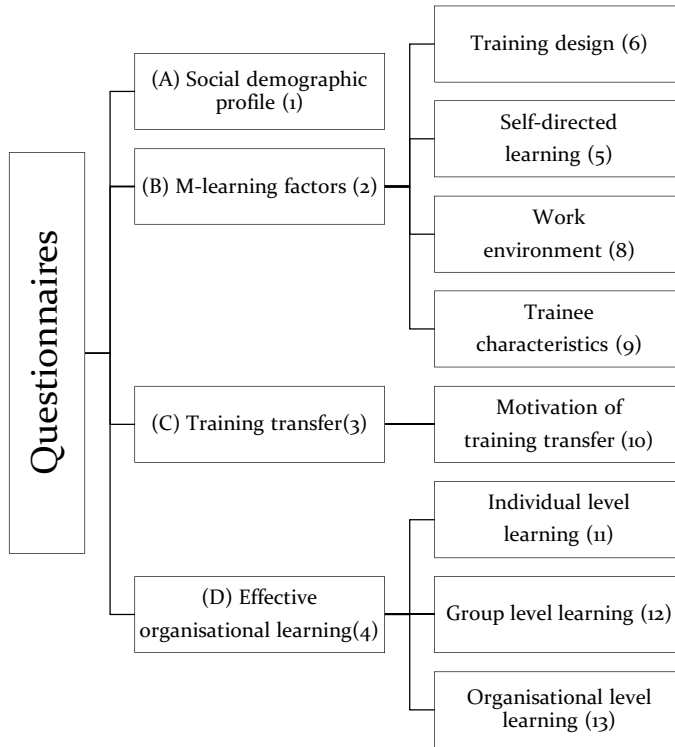 Questionnaires
(A) Social demographic
profile (1)
(B) M-learning factors (2)
(C) Training transfer(3)
(D) Effective
organisational learning(4)
Training design (6)
Self-directed
learning (5)
Work
environment (8)
Trainee
characteristics (9)
Motivation of
training transfer (10)
Individual level
learning (11)
Group level learning (12)
Organisational level
learning (13)